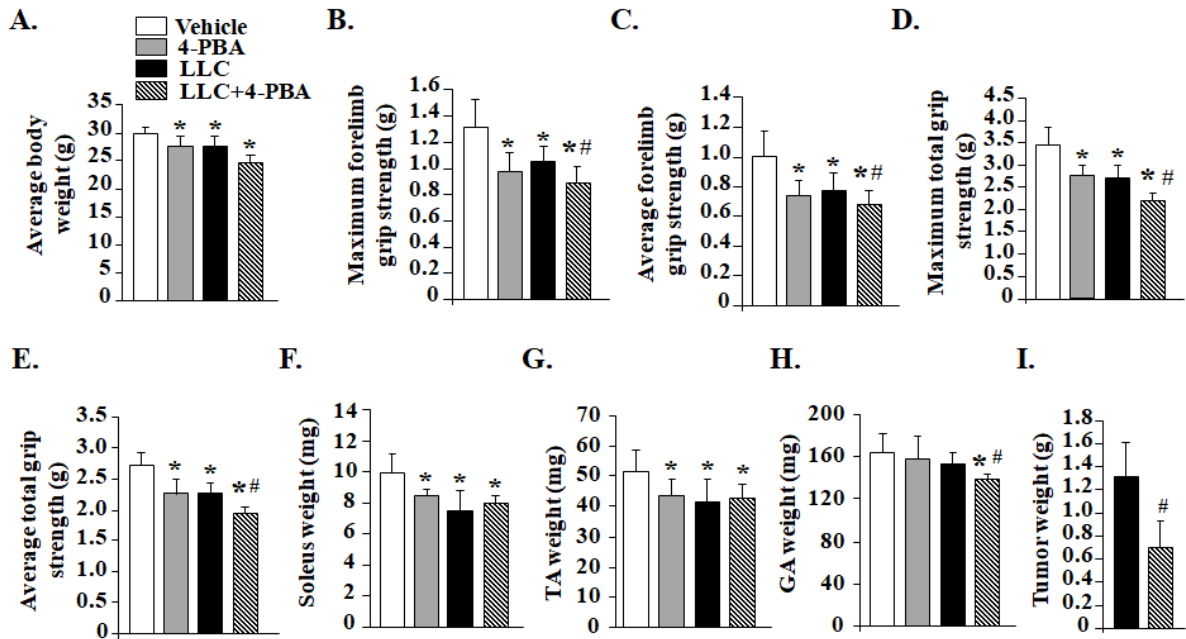 A.
Vehicle
4-PBA
LLC
LLC+4-PBA
Average body
weight (g)
35
30
25
20
15
10
5
0
* * * *
B.
Maximum forelimb
grip strength (g)
1.6
1.4
1.2
1.0
0.8
0.6
0.4
0.2
0
* * *#
C.
Average forelimb
grip strength (g)
1.4
1.2
1.0
0.8
0.6
0.4
0.2
0
* * *#
D.
Maximum total grip
strength (g)
4.5
4.0
3.5
3.0
2.5
2.0
1.5
1.0
0.5
0
* * * #
E.
Average total grip
strength (g)
3.5
3.0
2.5
2.0
1.5
1.0
0.5
0
* * *#
F.
Soleus weight (mg)
14
12
10
8
6
4
2
0
* * *
G.
TA weight (mg)
70
60
50
40
30
20
10
0
* * *
H.
GA weight (mg)
200
160
120
80
40
0
* #
I.
Tumor weight (g)
1.8
1.6
1.4
1.2
1.0
0.8
0.6
0.4
0.2
0
#